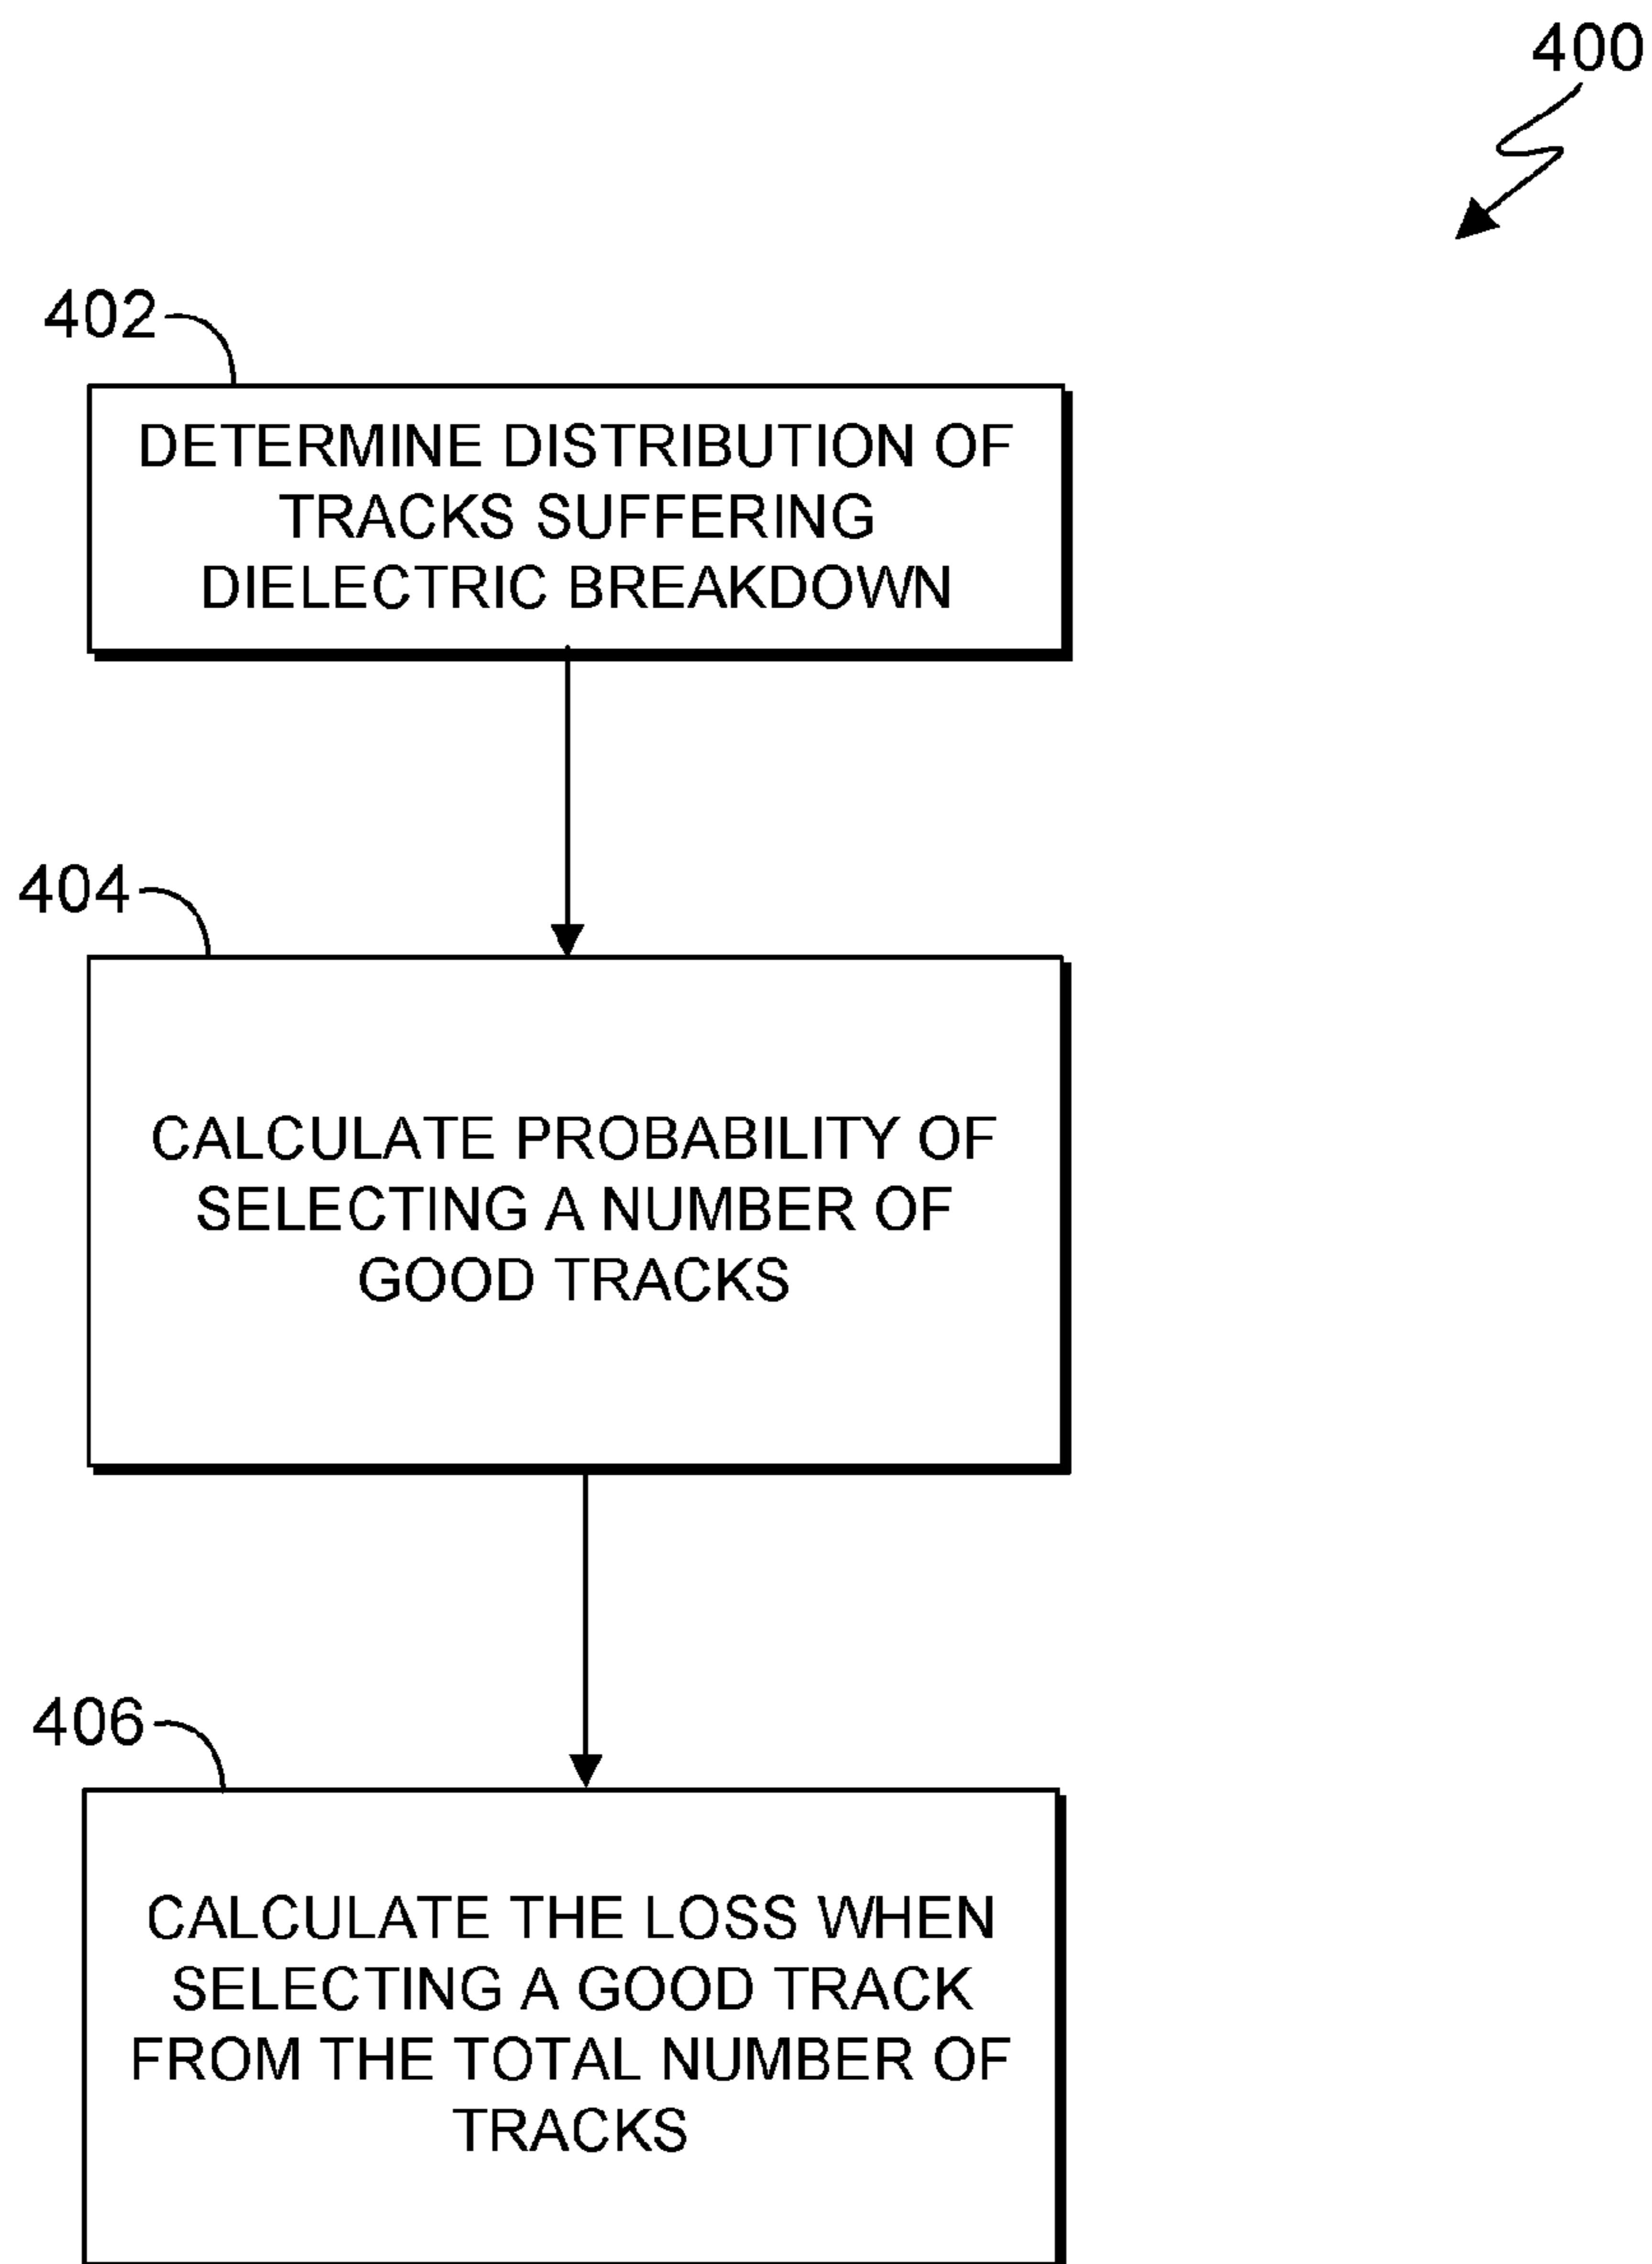 400
402
DETERMINE DISTRIBUTION OF
TRACKS SUFFERING
DIELECTRIC BREAKDOWN
404
CALCULATE PROBABILITY OF
SELECTING A NUMBER OF
GOOD TRACKS
406
CALCULATE THE LOSS WHEN
SELECTING A GOOD TRACK
FROM THE TOTAL NUMBER OF
TRACKS